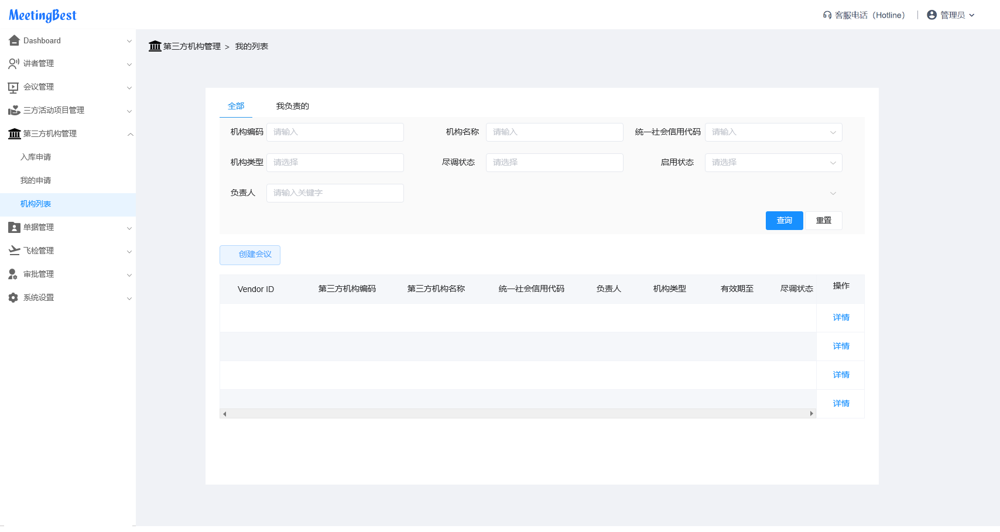 MeetingBest
客服电话（Hotline） 管理员
Dashboard
讲者管理
会议管理
三方活动项目管理
第三方机构管理
入库申请
我的申请
机构列表
单据管理
飞检管理
审批管理
系统设置
第三方机构管理 > 我的列表
全部 我负责的
机构编码 请输入 机构名称 请输入 统一社会信用代码 请输入
机构类型 请选择 尽调状态 请选择 启用状态 请选择
负责人 请输入关键字
查询 重置
创建会议
Vendor ID 第三方机构编码 第三方机构名称 统一社会信用代码 负责人 机构类型 有效期至 尽调状态 操作
详情
详情
详情
详情